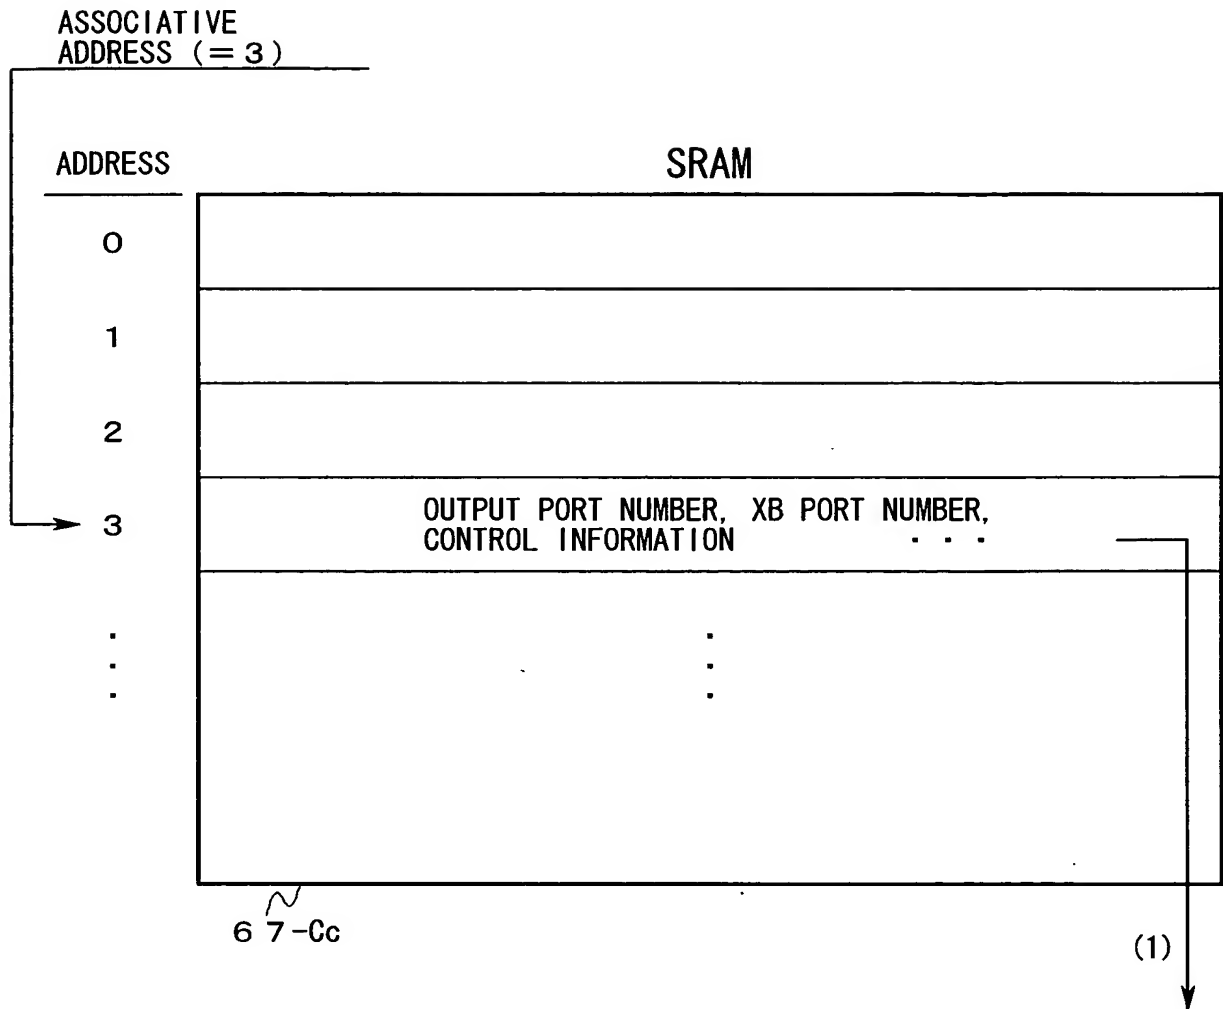 ASSOCIATIVE
ADDRESS (=3)
ADDRESS
SRAM
0
1
2
3
OUTPUT PORT NUMBER, XB PORT NUMBER,
CONTROL INFORMATION ...
67-Cc
(1)